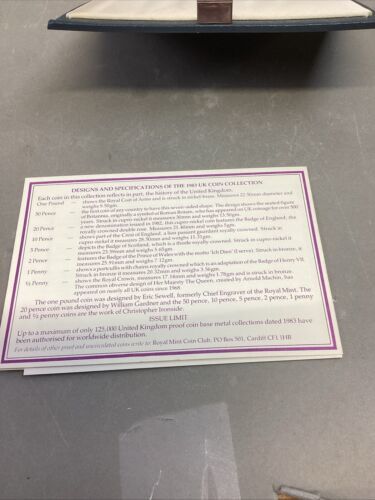 DESIGNS AND SPECIFICATIONS OF THE 1983 UK COIN COLLECTION
Each coin in this collection reflects in part, the history of the United Kingdom.
One Pound — shows the Royal Coat of Arms and is struck in nickel-brass. Measures 22.50mm diameter and
weighs 9.50gm.
50 Pence — the first coin of any country to have this seven-sided shape. The design shows the seated figure
of Britannia, originally a symbol of Roman Britain, who has appeared on UK coinage for over 300
years. Struck in cupro-nickel it measures 30mm and weighs 13.50gm.
20 Pence — a new denomination issued in 1982, this cupro-nickel coin features the Badge of England, the
royally crowned double rose. Measures 21.40mm and weighs 5gm.
10 Pence — shows part of the Crest of England, a lion passant guardant royally crowned. Struck in
cupro-nickel it measures 28.50mm and weighs 11.31gm.
5 Pence — depicts the Badge of Scotland, which is a thistle royally crowned. Struck in cupro-nickel it
measures 23.59mm and weighs 5.65gm.
2 Pence — features the Badge of the Prince of Wales with the motto 'Ich Dien' (I serve). Struck in bronze, it
measures 25.91mm and weighs 7.12gm.
1 Penny — shows a portcullis with chains royally crowned which is an adaptation of the Badge of Henry VII.
Struck in bronze it measures 20.32mm and weighs 3.56gm.
½ Penny — shows the Royal Crown, measures 17.14mm and weighs 1.78gm and is struck in bronze.
The common obverse design of Her Majesty The Queen, created by Arnold Machin, has
appeared on nearly all UK coins since 1968.
The one pound coin was designed by Eric Sewell, formerly Chief Engraver of the Royal Mint. The
20 pence coin was designed by William Gardner and the 50 pence, 10 pence, 5 pence, 2 pence, 1 penny
and ½ penny coins are the work of Christopher Ironside.
ISSUE LIMIT
Up to a maximum of only 125,000 United Kingdom proof coin base metal collections dated 1983 have
been authorised for worldwide distribution.
For details of other proof and uncirculated coins write to: Royal Mint Coin Club, PO Box 500, Cardiff CF1 1HB